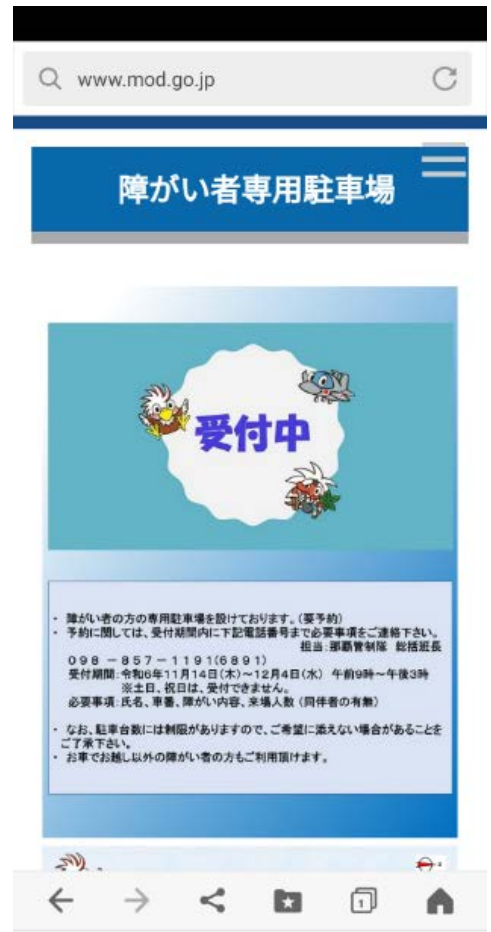 www.mod.go.jp
障がい者専用駐車場
受付中
・ 障がい者の方の専用駐車場を設けております。(要予約)
・ 予約に関しては、受付期間内に下記電話番号まで必要事項をご連絡下さい。
担当:那覇管制隊 総括班長
098-857-1191(6891)
受付期間:令和6年11月14日(木)~12月4日(水) 午前9時~午後3時
※土日、祝日は、受付できません。
必要事項:氏名、車番、障がい内容、来場人数(同伴者の有無)
・ なお、駐車台数には制限がありますので、ご希望に添えない場合があることを
ご了承下さい。
・ お車でお越し以外の障がい者の方もご利用頂けます。
1